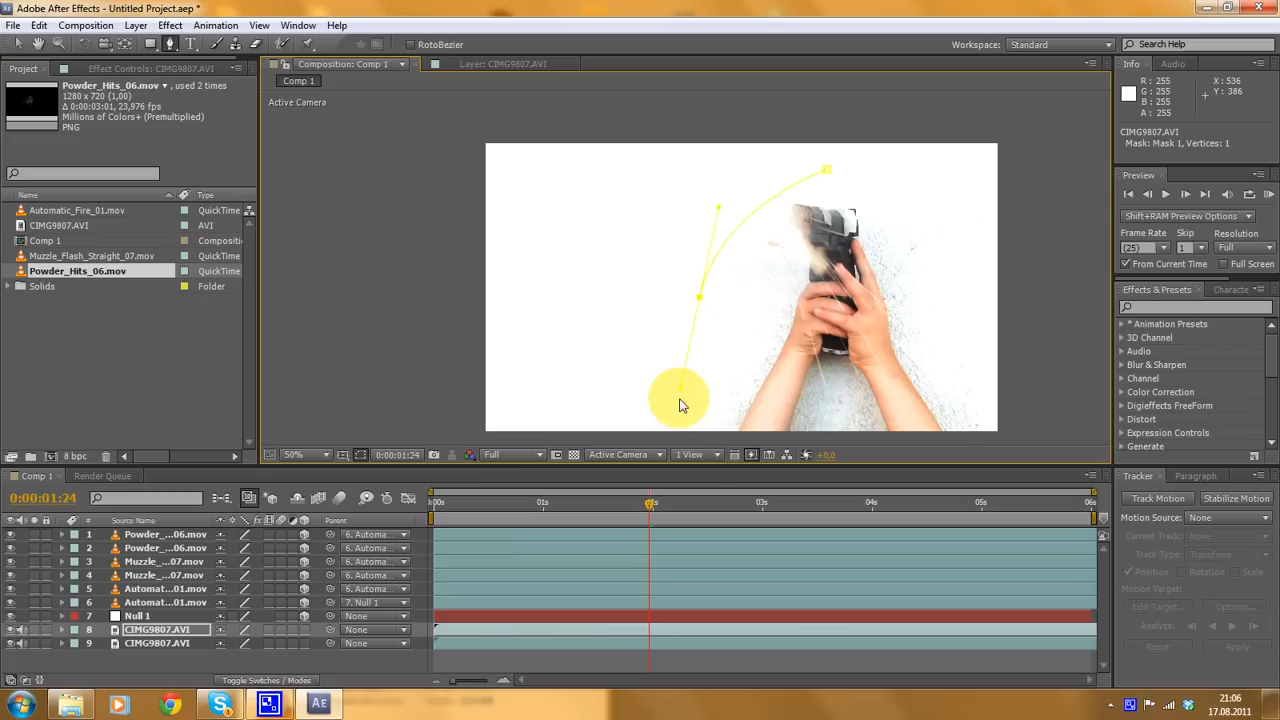 Adobe After Effects - Untitled Project.aep *
File Edit Composition Layer Effect Animation View Window Help
RotoBezier
Workspace: Standard
Search Help
Project
Effect Controls: CIMG9807.AVI
Powder_Hits_06.mov , used 2 times
1280 x 720 (1,00)
Δ 0:00:03:01, 23,976 fps
Millions of Colors+ (Premultiplied)
PNG
Name Type
Automatic_Fire_01.mov QuickTime
CIMG9807.AVI AVI
Comp 1 Compositi
Muzzle_Flash_Straight_07.mov QuickTime
Powder_Hits_06.mov QuickTime
Solids Folder
8 bpc
Composition: Comp 1
Layer: CIMG9807.AVI
Comp 1
Active Camera
50% 0:00:01:24 Full Active Camera 1 View +0,0
Info Audio
R : 255
G : 255
B : 255
A : 255
X : 536
Y : 386
CIMG9807.AVI
Mask: Mask 1, Vertices: 1
Preview
Shift+RAM Preview Options
Frame Rate Skip Resolution
(25) 1 Full
From Current Time Full Screen
Effects & Presets Characte
* Animation Presets
3D Channel
Audio
Blur & Sharpen
Channel
Color Correction
Digieffects FreeForm
Distort
Expression Controls
Generate
Comp 1 Render Queue
0:00:01:24
# Source Name Parent
1 Powder_...06.mov 6. Automa
2 Powder_...06.mov 6. Automa
3 Muzzle_...07.mov 6. Automa
4 Muzzle_...07.mov 6. Automa
5 Automat...01.mov 6. Automa
6 Automat...01.mov 7. Null 1
7 Null 1 None
8 CIMG9807.AVI None
9 CIMG9807.AVI None
01s 03s 04s 05s 06s
Toggle Switches / Modes
Tracker Paragraph
Track Motion Stabilize Motion
Motion Source: None
Current Track: None
Track Type: Transform
Position Rotation Scale
Motion Target:
Edit Target... Options...
Analyze:
Reset Apply
21:06
17.08.2011